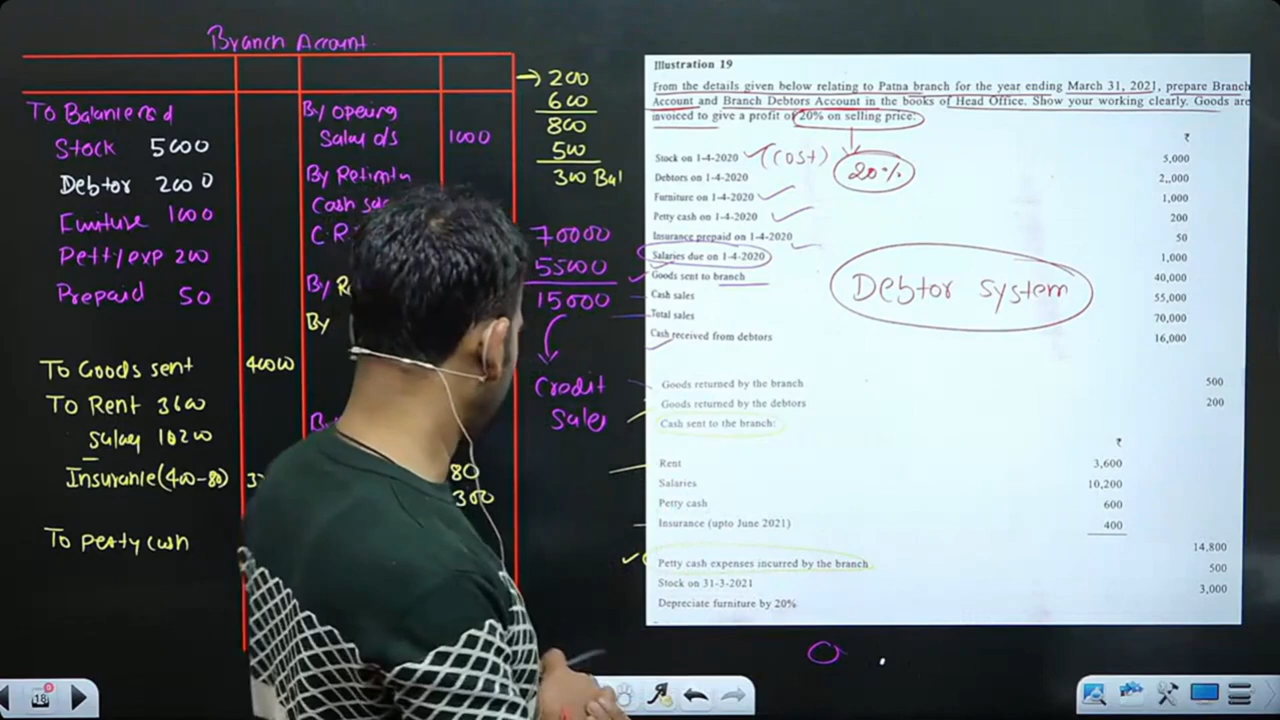 Branch Account
To Balance b d
Stock 5000
Debtor 2000
Furniture 1000
Petty exp 200
Prepaid 50
To Goods sent 40000
To Rent 3600
Salary 10200
Insurance (400-80)
To petty cash
By opeing
Salary o/s 1000
By
Cash
C.R
By
By
80
300
→ 200
600
800
500
300 Bal
70000
55000
15000
Credit
Sales
Illustration 19
From the details given below relating to Patna branch for the year ending March 31, 2021, prepare Branch
Account and Branch Debtors Account in the books of Head Office. Show your working clearly. Goods are
invoiced to give a profit of 20% on selling price:
₹
Stock on 1-4-2020 (COST) 5,000
20%
Debtors on 1-4-2020 2,,000
Furniture on 1-4-2020 1,000
Petty cash on 1-4-2020 200
Insurance prepaid on 1-4-2020 50
Salaries due on 1-4-2020 1,000
Goods sent to branch 40,000
Debtor system
Cash sales 55,000
Total sales 70,000
Cash received from debtors 16,000
Goods returned by the branch 500
Goods returned by the debtors 200
Cash sent to the branch:
₹
Rent 3,600
Salaries 10,200
Petty cash 600
Insurance (upto June 2021) 400
14,800
Petty cash expenses incurred by the branch 500
Stock on 31-3-2021 3,000
Depreciate furniture by 20%
18